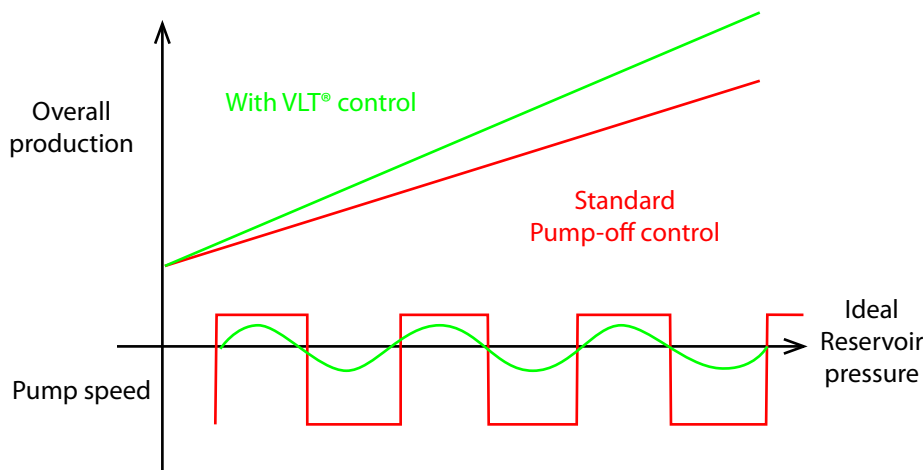 Overall
production
With VLT® control
Standard
Pump-off control
Ideal
Reservoir
pressure
Pump speed